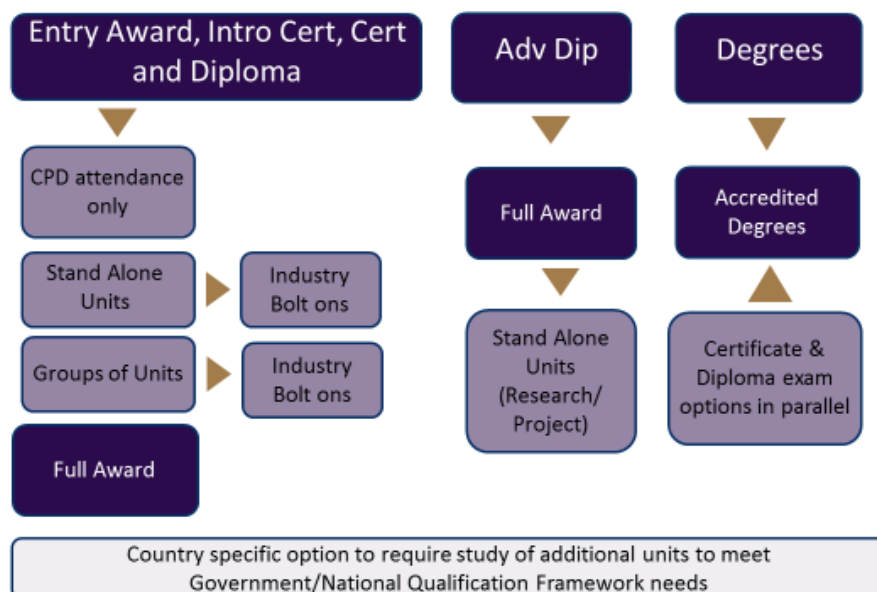 Entry Award, Intro Cert, Cert
and Diploma
CPD attendance
only
Stand Alone
Units
Industry
Bolt ons
Groups of Units
Industry
Bolt ons
Full Award
Adv Dip
Full Award
Stand Alone
Units
(Research/
Project)
Degrees
Accredited
Degrees
Certificate &
Diploma exam
options in parallel
Country specific option to require study of additional units to meet
Government/National Qualification Framework needs